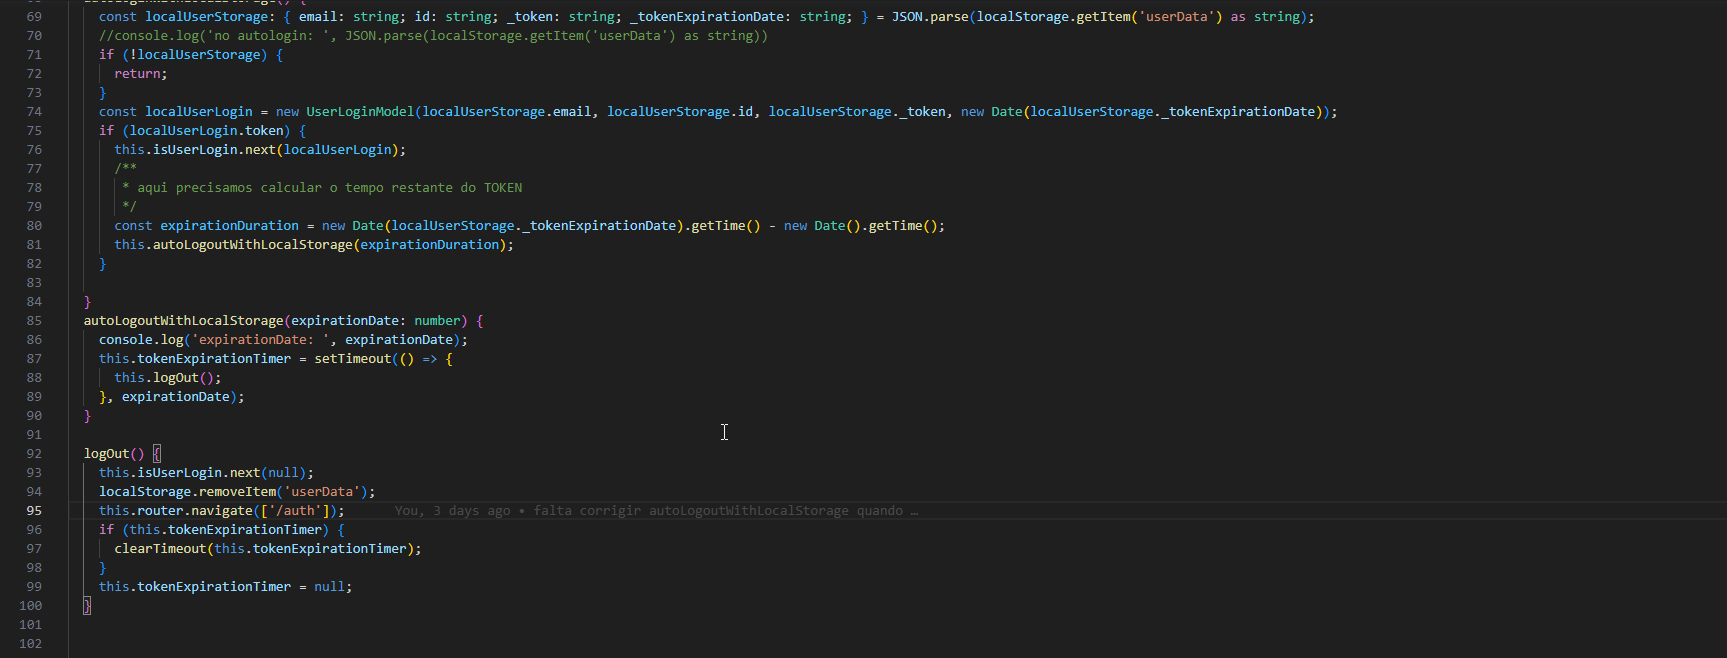 69 const localUserStorage: { email: string; id: string; _token: string; _tokenExpirationDate: string; } = JSON.parse(localStorage.getItem('userData') as string);
70 //console.log('no autologin: ', JSON.parse(localStorage.getItem('userData') as string))
71 if (!localUserStorage) {
72 return;
73 }
74 const localUserLogin = new UserLoginModel(localUserStorage.email, localUserStorage.id, localUserStorage._token, new Date(localUserStorage._tokenExpirationDate));
75 if (localUserLogin.token) {
76 this.isUserLogin.next(localUserLogin);
77 /**
78 * aqui precisamos calcular o tempo restante do TOKEN
79 */
80 const expirationDuration = new Date(localUserStorage._tokenExpirationDate).getTime() - new Date().getTime();
81 this.autoLogoutWithLocalStorage(expirationDuration);
82 }
83
84 }
85 autoLogoutWithLocalStorage(expirationDate: number) {
86 console.log('expirationDate: ', expirationDate);
87 this.tokenExpirationTimer = setTimeout(() => {
88 this.logOut();
89 }, expirationDate);
90 }
91
92 logOut() {
93 this.isUserLogin.next(null);
94 localStorage.removeItem('userData');
95 this.router.navigate(['/auth']); You, 3 days ago • falta corrigir autoLogoutWithLocalStorage quando …
96 if (this.tokenExpirationTimer) {
97 clearTimeout(this.tokenExpirationTimer);
98 }
99 this.tokenExpirationTimer = null;
100 }
101
102